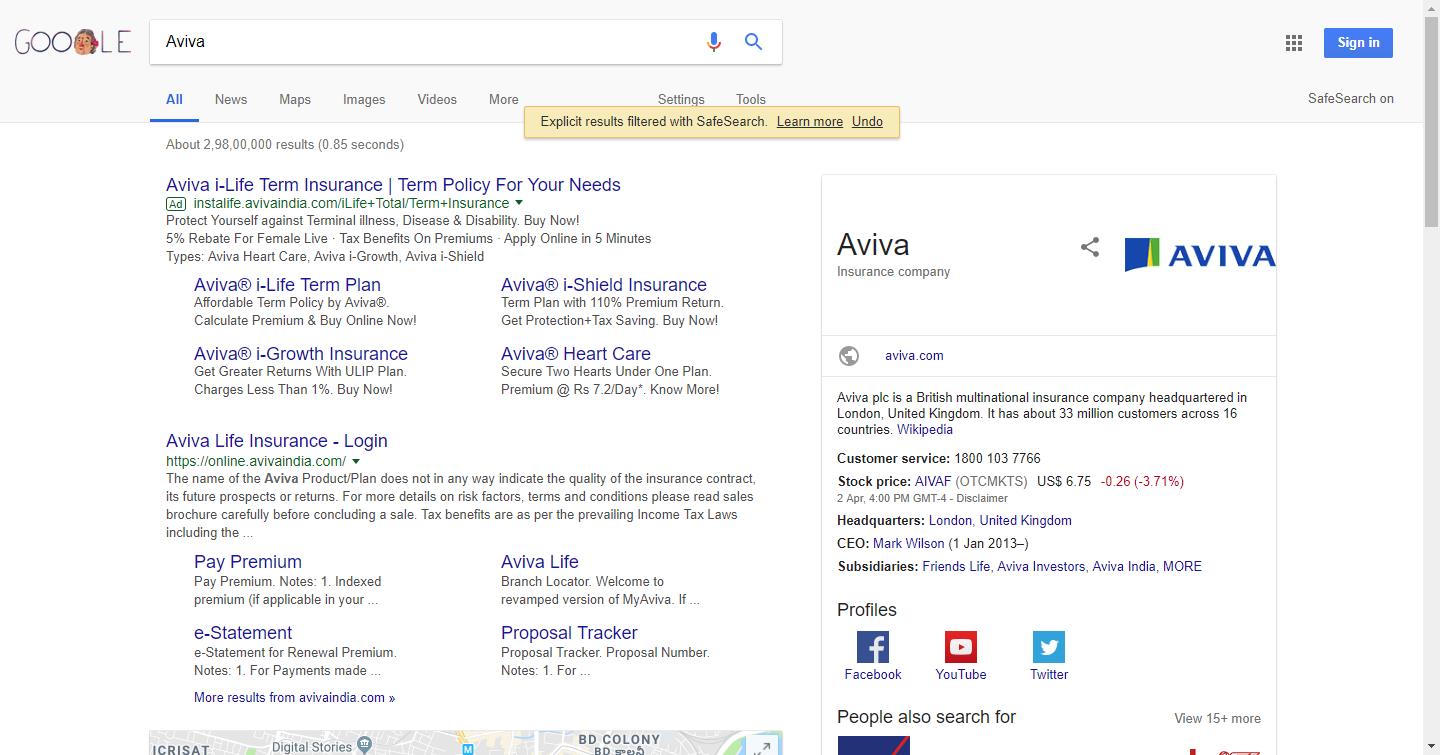 GOOGLE
Aviva
Sign in
All News Maps Images Videos More Settings Tools
SafeSearch on
Explicit results filtered with SafeSearch. Learn more Undo
About 2,98,00,000 results (0.85 seconds)
Aviva i-Life Term Insurance | Term Policy For Your Needs
Ad instalife.avivaindia.com/iLife+Total/Term+Insurance
Protect Yourself against Terminal illness, Disease & Disability. Buy Now!
5% Rebate For Female Live · Tax Benefits On Premiums · Apply Online in 5 Minutes
Types: Aviva Heart Care, Aviva i-Growth, Aviva i-Shield
Aviva® i-Life Term Plan
Affordable Term Policy by Aviva®.
Calculate Premium & Buy Online Now!
Aviva® i-Shield Insurance
Term Plan with 110% Premium Return.
Get Protection+Tax Saving. Buy Now!
Aviva® i-Growth Insurance
Get Greater Returns With ULIP Plan.
Charges Less Than 1%. Buy Now!
Aviva® Heart Care
Secure Two Hearts Under One Plan.
Premium @ Rs 7.2/Day*. Know More!
Aviva Life Insurance - Login
https://online.avivaindia.com/
The name of the Aviva Product/Plan does not in any way indicate the quality of the insurance contract,
its future prospects or returns. For more details on risk factors, terms and conditions please read sales
brochure carefully before concluding a sale. Tax benefits are as per the prevailing Income Tax Laws
including the ...
Pay Premium
Pay Premium. Notes: 1. Indexed
premium (if applicable in your ...
Aviva Life
Branch Locator. Welcome to
revamped version of MyAviva. If ...
e-Statement
e-Statement for Renewal Premium.
Notes: 1. For Payments made ...
Proposal Tracker
Proposal Tracker. Proposal Number.
Notes: 1. For ...
More results from avivaindia.com »
ICRISAT
Digital Stories
M
BD COLONY
Aviva
Insurance company
AVIVA
aviva.com
Aviva plc is a British multinational insurance company headquartered in
London, United Kingdom. It has about 33 million customers across 16
countries. Wikipedia
Customer service: 1800 103 7766
Stock price: AIVAF (OTCMKTS) US$ 6.75 -0.26 (-3.71%)
2 Apr, 4:00 PM GMT-4 - Disclaimer
Headquarters: London, United Kingdom
CEO: Mark Wilson (1 Jan 2013–)
Subsidiaries: Friends Life, Aviva Investors, Aviva India, MORE
Profiles
Facebook YouTube Twitter
People also search for View 15+ more